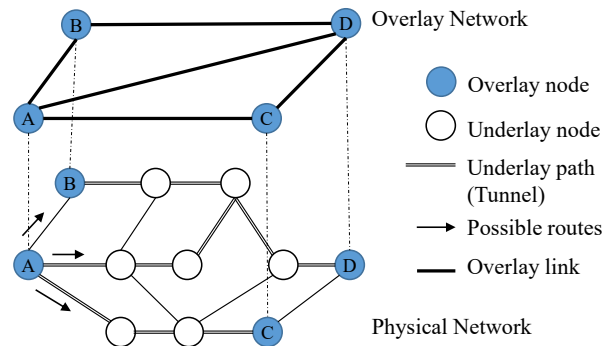 B
D
Overlay Network
A
C
Overlay node
Underlay node
B
Underlay path
(Tunnel)
Possible routes
A
D
Overlay link
C
Physical Network